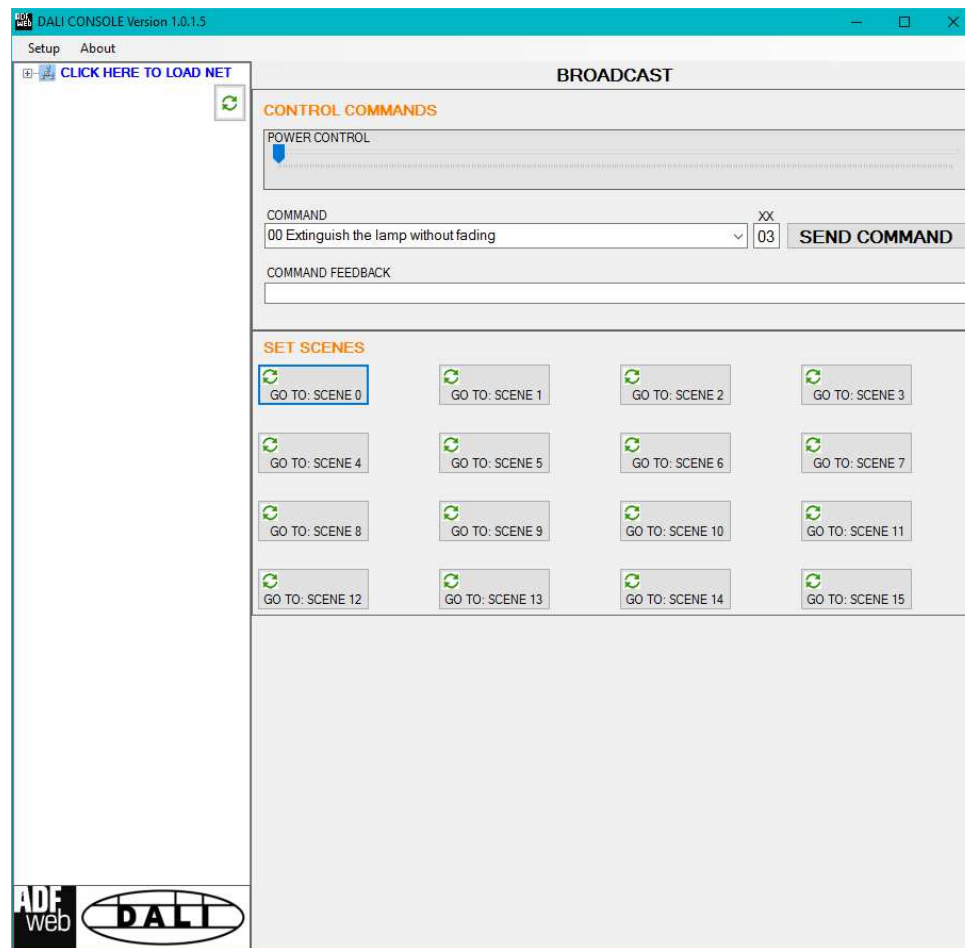 ADF web DALI CONSOLE Version 1.0.1.5
Setup About
CLICK HERE TO LOAD NET
BROADCAST
CONTROL COMMANDS
POWER CONTROL
COMMAND XX
00 Extinguish the lamp without fading 03 SEND COMMAND
COMMAND FEEDBACK
SET SCENES
GO TO: SCENE 0 GO TO: SCENE 1 GO TO: SCENE 2 GO TO: SCENE 3
GO TO: SCENE 4 GO TO: SCENE 5 GO TO: SCENE 6 GO TO: SCENE 7
GO TO: SCENE 8 GO TO: SCENE 9 GO TO: SCENE 10 GO TO: SCENE 11
GO TO: SCENE 12 GO TO: SCENE 13 GO TO: SCENE 14 GO TO: SCENE 15
ADF
web DALI